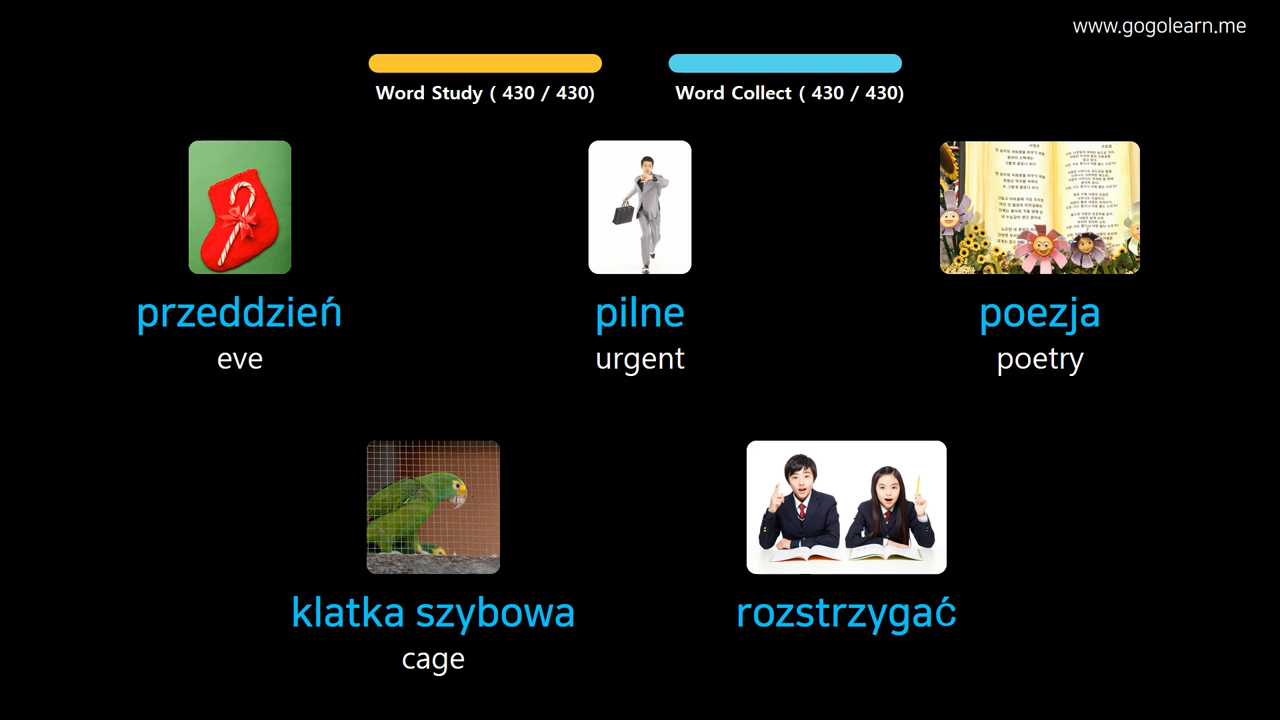 www.gogolearn.me
Word Study ( 430 / 430)
Word Collect ( 430 / 430)
przeddzień
pilne
poezja
eve
urgent
poetry
klatka szybowa
rozstrzygać
cage